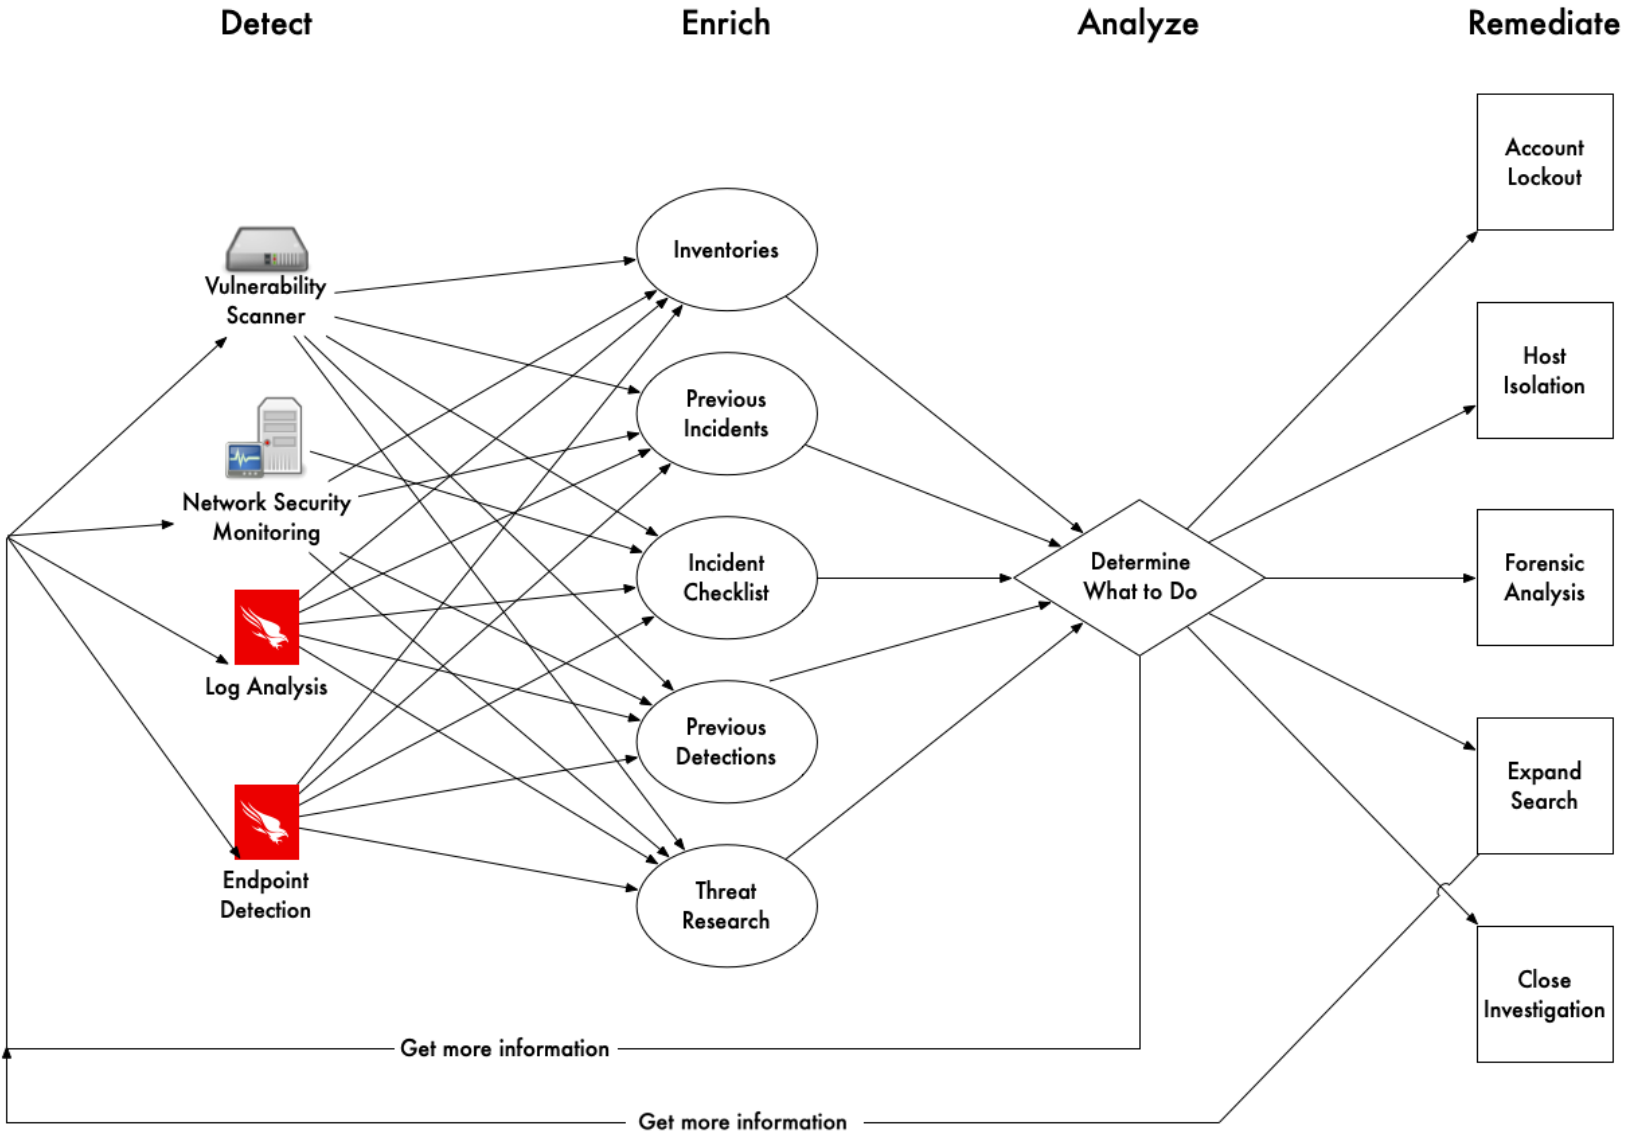 Detect
Enrich
Analyze
Remediate
Vulnerability
Scanner
Network Security
Monitoring
Log Analysis
Endpoint
Detection
Inventories
Previous
Incidents
Incident
Checklist
Previous
Detections
Threat
Research
Determine
What to Do
Account
Lockout
Host
Isolation
Forensic
Analysis
Expand
Search
Close
Investigation
Get more information
Get more information